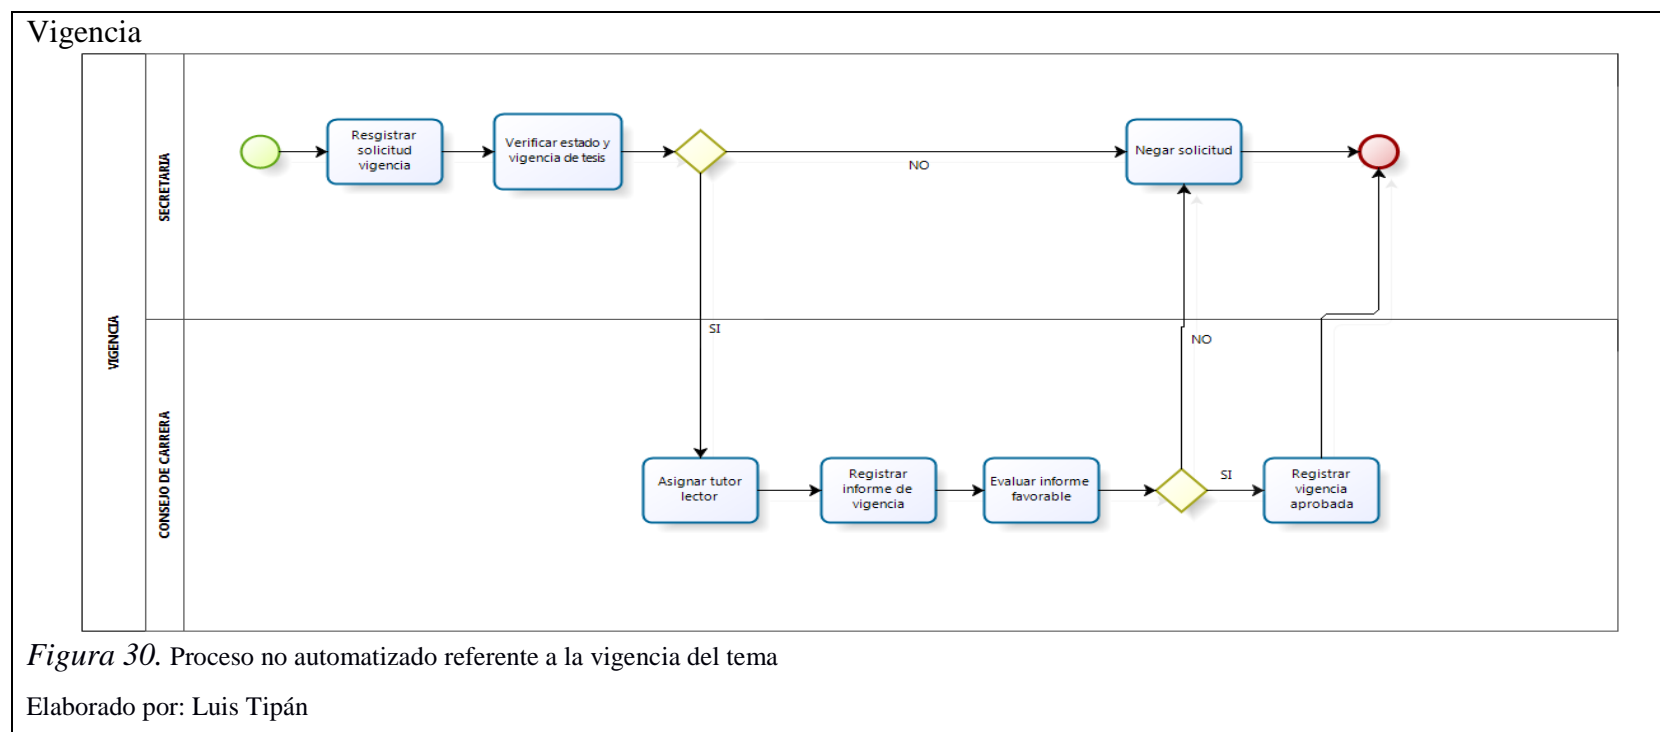 Vigencia
VIGENCIA
SECRETARIA
Resgistrar
solicitud
vigencia
Verificar estado y
vigencia de tesis
NO
Negar solicitud
SI
NO
CONSEJO DE CARRERA
Asignar tutor
lector
Registrar
informe de
vigencia
Evaluar informe
favorable
SI
Registrar
vigencia
aprobada
Figura 30. Proceso no automatizado referente a la vigencia del tema
Elaborado por: Luis Tipán